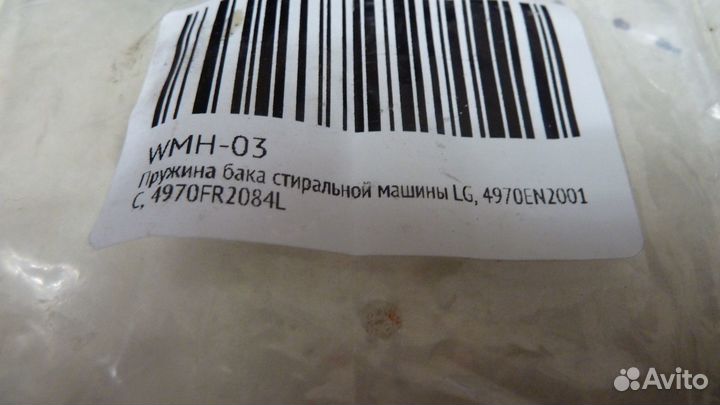 WMH-03
Пружина бака стиральной машины LG, 4970EN2001
C, 4970FR2084L
Avito